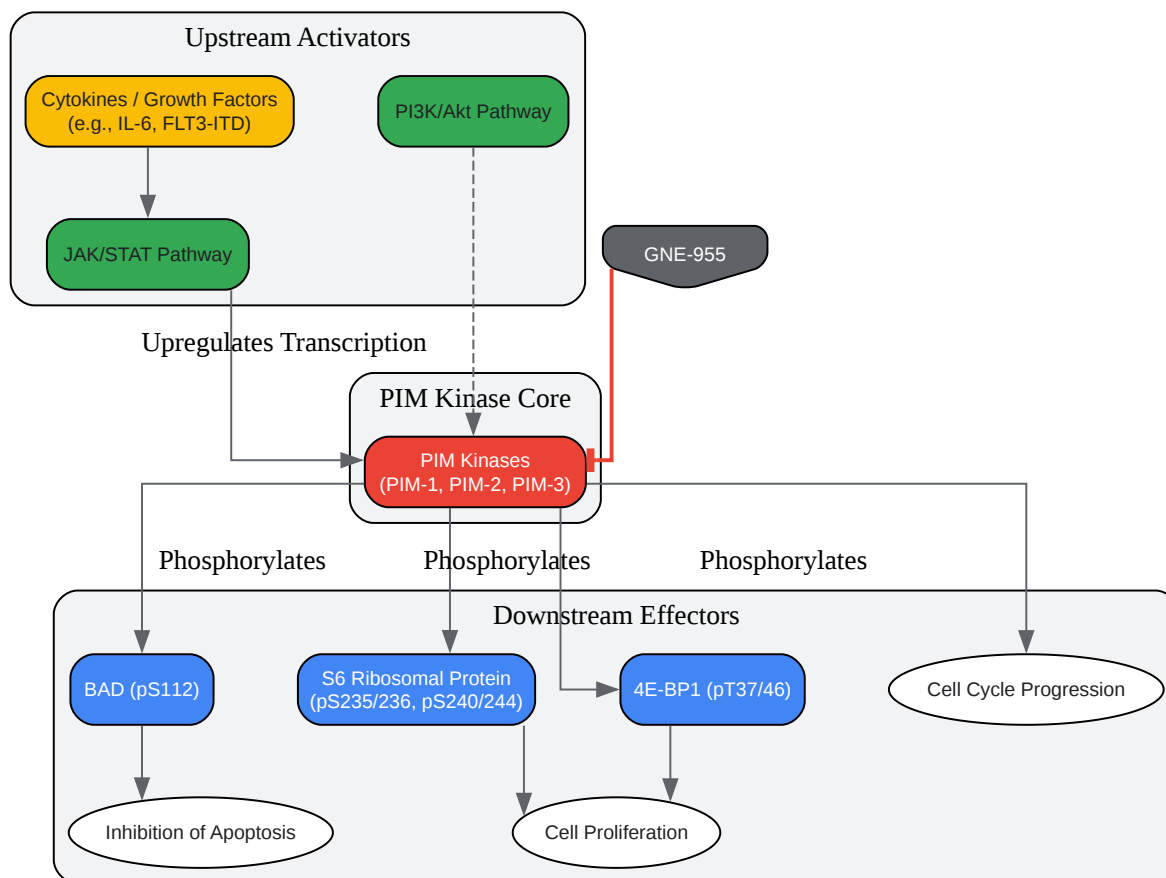 Upstream Activators
Cytokines / Growth Factors
(e.g., IL-6, FLT3-ITD)
PI3K/Akt Pathway
JAK/STAT Pathway
GNE-955
Upregulates Transcription
PIM Kinase Core
PIM Kinases
(PIM-1, PIM-2, PIM-3)
Phosphorylates
Phosphorylates
Phosphorylates
Downstream Effectors
BAD (pS112)
S6 Ribosomal Protein
(pS235/236, pS240/244)
4E-BP1 (pT37/46)
Cell Cycle Progression
Inhibition of Apoptosis
Cell Proliferation